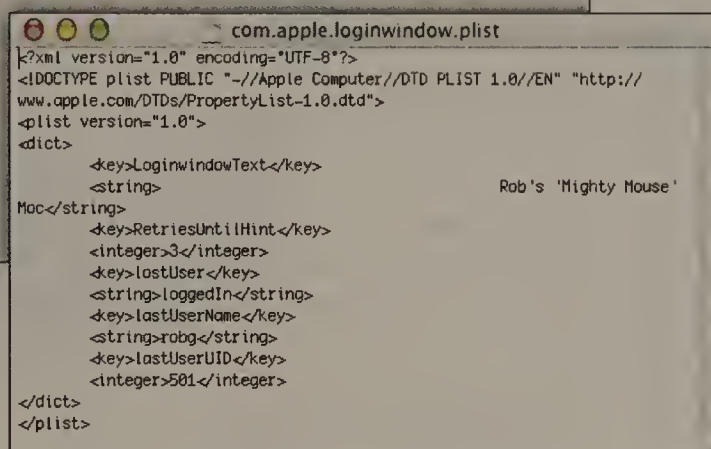 com.apple.loginwindow.plist
<?xml version="1.0" encoding="UTF-8"?>
<!DOCTYPE plist PUBLIC "-//Apple Computer//DTD PLIST 1.0//EN" "http://
www.apple.com/DTDs/PropertyList-1.0.dtd">
<plist version="1.0">
<dict>
<key>LoginwindowText</key>
<string> Rob's 'Mighty Mouse'
Mac</string>
<key>RetriesUntilHint</key>
<integer>3</integer>
<key>lastUser</key>
<string>loggedIn</string>
<key>lastUserName</key>
<string>robg</string>
<key>lastUserUID</key>
<integer>501</integer>
</dict>
</plist>